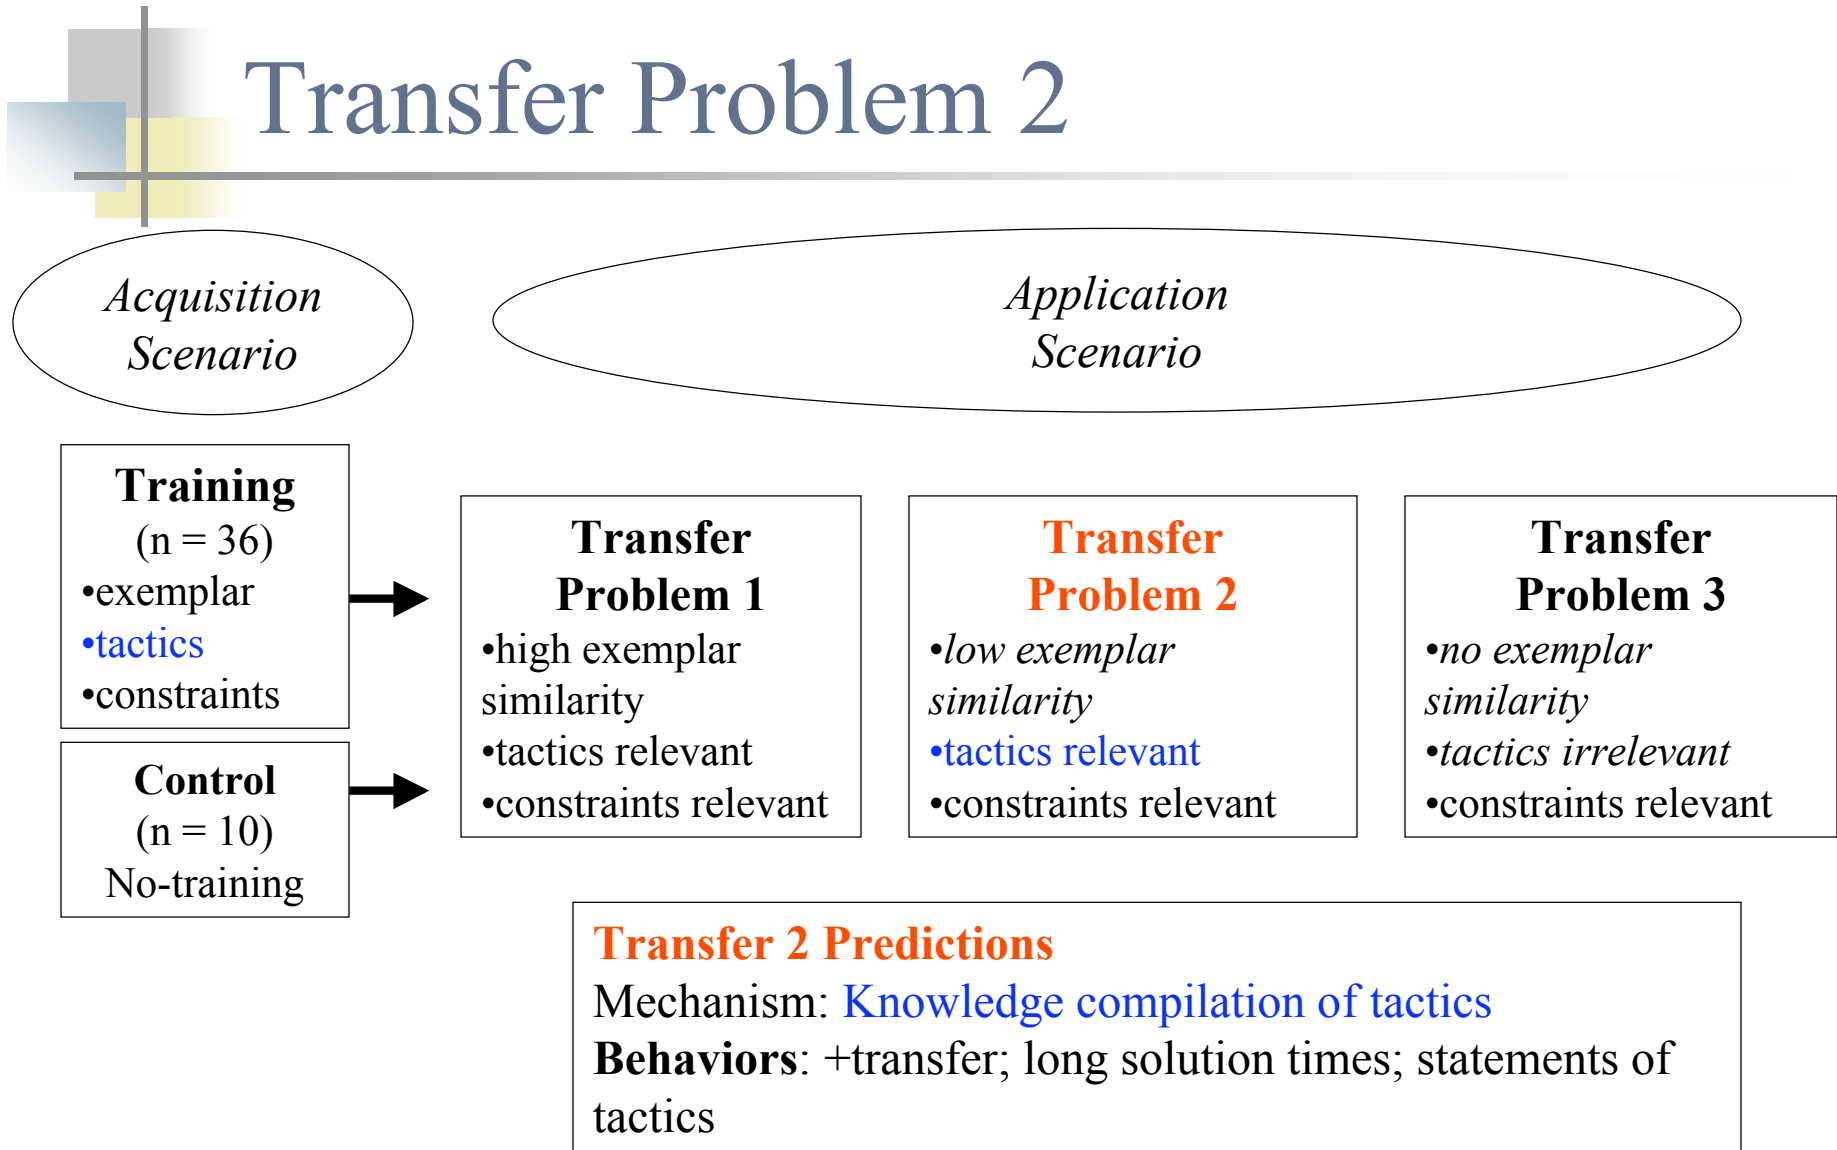 Transfer Problem 2
Acquisition
Scenario
Application
Scenario
Training
(n = 36)
•exemplar
•tactics
•constraints
Control
(n = 10)
No-training
Transfer
Problem 1
•high exemplar
similarity
•tactics relevant
•constraints relevant
Transfer
Problem 2
•low exemplar
similarity
•tactics relevant
•constraints relevant
Transfer
Problem 3
•no exemplar
similarity
•tactics irrelevant
•constraints relevant
Transfer 2 Predictions
Mechanism: Knowledge compilation of tactics
Behaviors: +transfer; long solution times; statements of
tactics